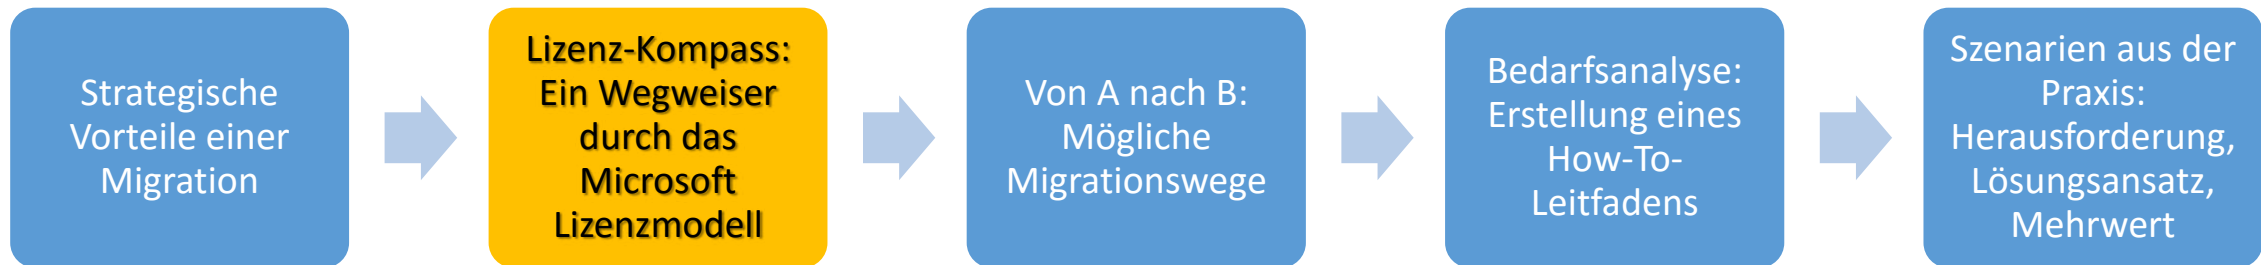 Strategische
Vorteile einer
Migration
Lizenz-Kompass:
Ein Wegweiser
durch das
Microsoft
Lizenzmodell
Von A nach B:
Mögliche
Migrationswege
Bedarfsanalyse:
Erstellung eines
How-To-
Leitfadens
Szenarien aus der
Praxis:
Herausforderung,
Lösungsansatz,
Mehrwert